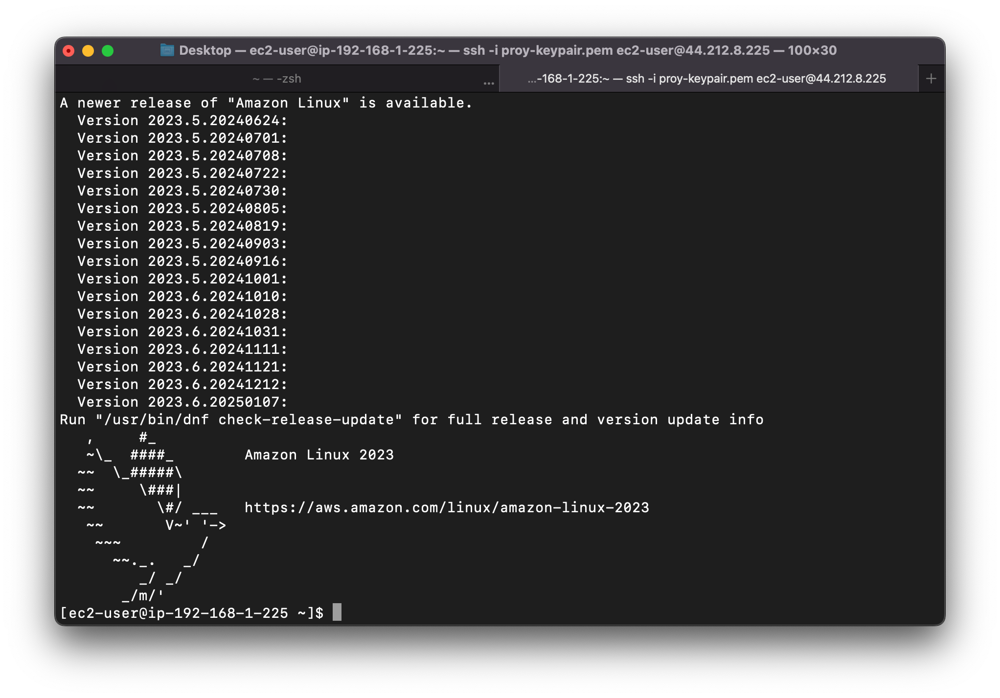 Desktop — ec2-user@ip-192-168-1-225:~ — ssh -i proy-keypair.pem ec2-user@44.212.8.225 — 100×30
~ — -zsh ... ...-168-1-225:~ — ssh -i proy-keypair.pem ec2-user@44.212.8.225 +
A newer release of "Amazon Linux" is available.
  Version 2023.5.20240624:
  Version 2023.5.20240701:
  Version 2023.5.20240708:
  Version 2023.5.20240722:
  Version 2023.5.20240730:
  Version 2023.5.20240805:
  Version 2023.5.20240819:
  Version 2023.5.20240903:
  Version 2023.5.20240916:
  Version 2023.5.20241001:
  Version 2023.6.20241010:
  Version 2023.6.20241028:
  Version 2023.6.20241031:
  Version 2023.6.20241111:
  Version 2023.6.20241121:
  Version 2023.6.20241212:
  Version 2023.6.20250107:
Run "/usr/bin/dnf check-release-update" for full release and version update info
   ,     #_
   ~\_  ####_        Amazon Linux 2023
  ~~  \_#####\
  ~~     \###|
  ~~       \#/ ___   https://aws.amazon.com/linux/amazon-linux-2023
   ~~       V~' '->
    ~~~         /
      ~~._.   _/
         _/ _/
       _/m/'
[ec2-user@ip-192-168-1-225 ~]$